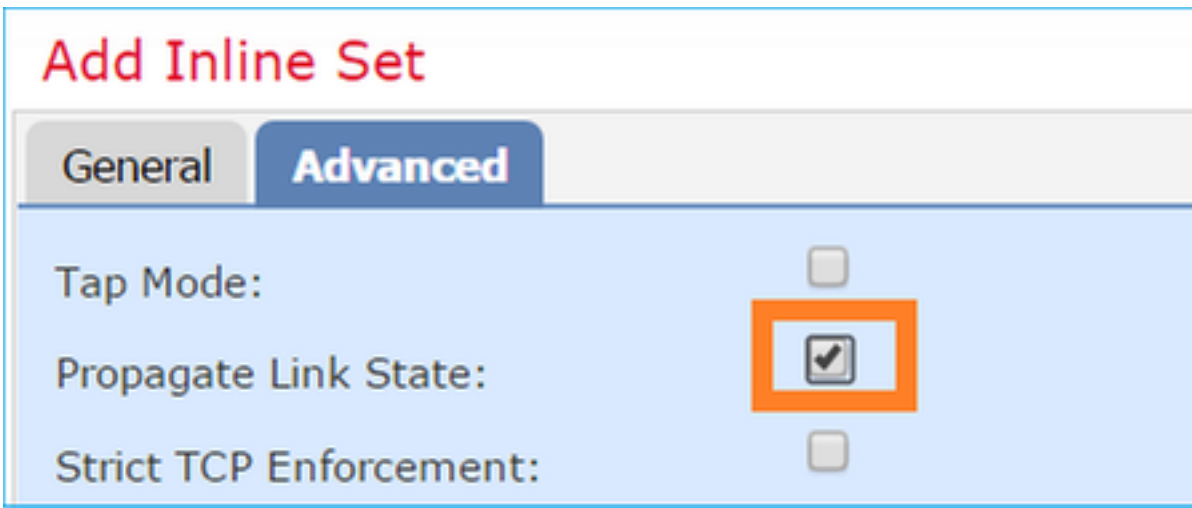 Add Inline Set
General Advanced
Tap Mode:
Propagate Link State:
Strict TCP Enforcement: